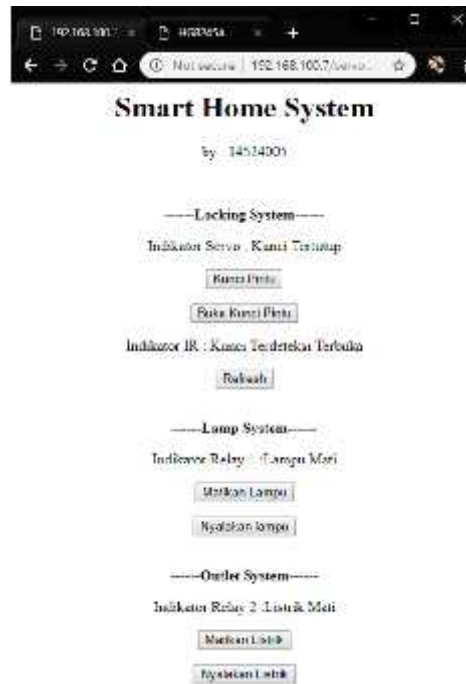 192.168.100.7
Not secure | 192.168.100.7/servo...
Smart Home System
by : 14524005
------Locking System------
Indikator Servo : Kunci Tertutup
Kunci Pintu
Buka Kunci Pintu
Indikator IR : Kunci Terdeteksi Terbuka
Refresh
------Lamp System------
Indikator Relay 1 :Lampu Mati
Matikan Lampu
Nyalakan lampu
------Outlet System------
Indikator Relay 2 :Listrik Mati
Matikan Listrik
Nyalakan Listrik